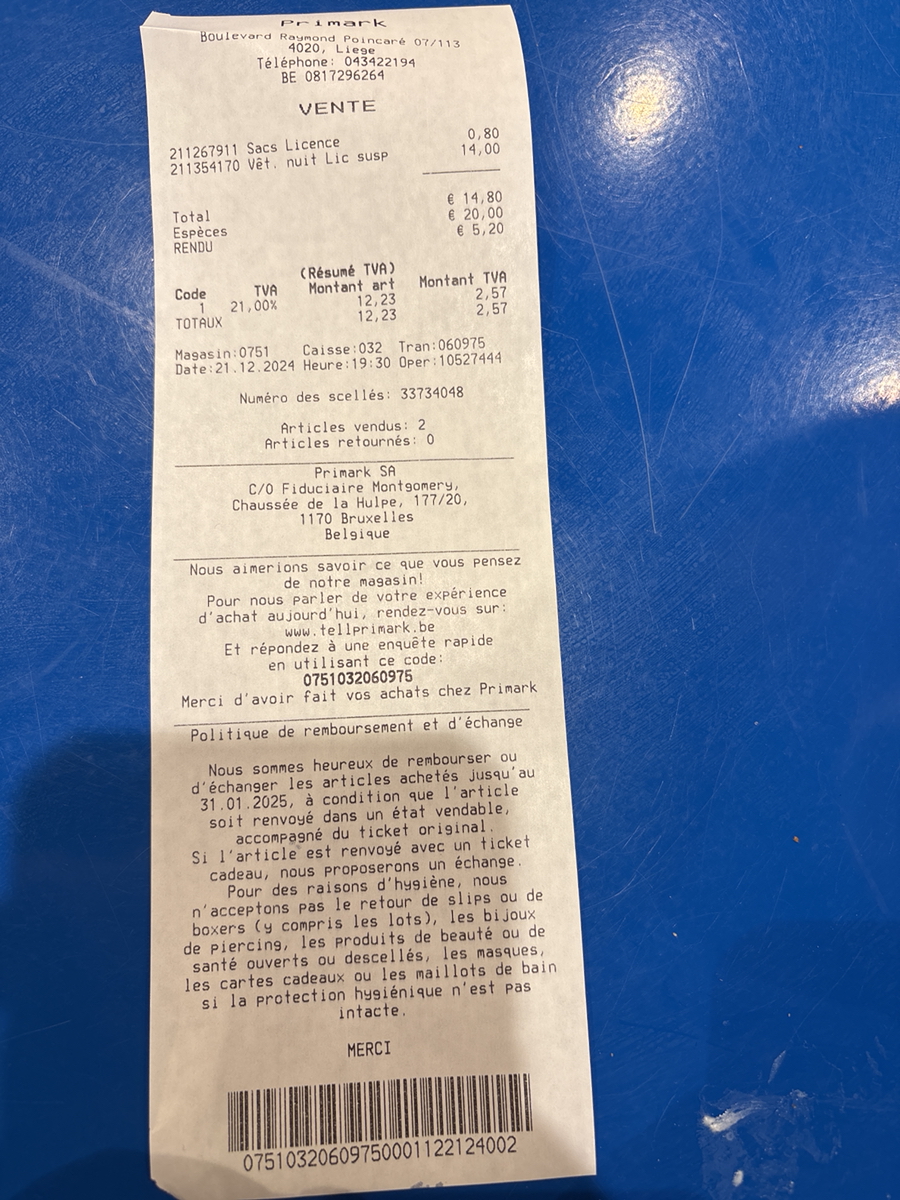 Primark
Boulevard Raymond Poincaré 07/113
4020, Liege
Téléphone: 043422194
BE 0817296264
VENTE
211267911 Sacs Licence 0,80
211354170 Vêt. nuit Lic susp 14,00
Total € 14,80
Espèces € 20,00
RENDU € 5,20
(Résumé TVA)
Code TVA Montant art Montant TVA
1 21,00% 12,23 2,57
TOTAUX 12,23 2,57
Magasin:0751 Caisse:032 Tran:060975
Date:21.12.2024 Heure:19:30 Oper:10527444
Numéro des scellés: 33734048
Articles vendus: 2
Articles retournés: 0
Primark SA
C/O Fiduciaire Montgomery,
Chaussée de la Hulpe, 177/20,
1170 Bruxelles
Belgique
Nous aimerions savoir ce que vous pensez
de notre magasin!
Pour nous parler de votre expérience
d'achat aujourd'hui, rendez-vous sur:
www.tellprimark.be
Et répondez à une enquête rapide
en utilisant ce code:
0751032060975
Merci d'avoir fait vos achats chez Primark
Politique de remboursement et d'échange
Nous sommes heureux de rembourser ou
d'échanger les articles achetés jusqu'au
31.01.2025, à condition que l'article
soit renvoyé dans un état vendable,
accompagné du ticket original.
Si l'article est renvoyé avec un ticket
cadeau, nous proposerons un échange.
Pour des raisons d'hygiène, nous
n'acceptons pas le retour de slips ou de
boxers (y compris les lots), les bijoux
de piercing, les produits de beauté ou de
santé ouverts ou descellés, les masques,
les cartes cadeaux ou les maillots de bain
si la protection hygiénique n'est pas
intacte.
MERCI
07510320609750001122124002